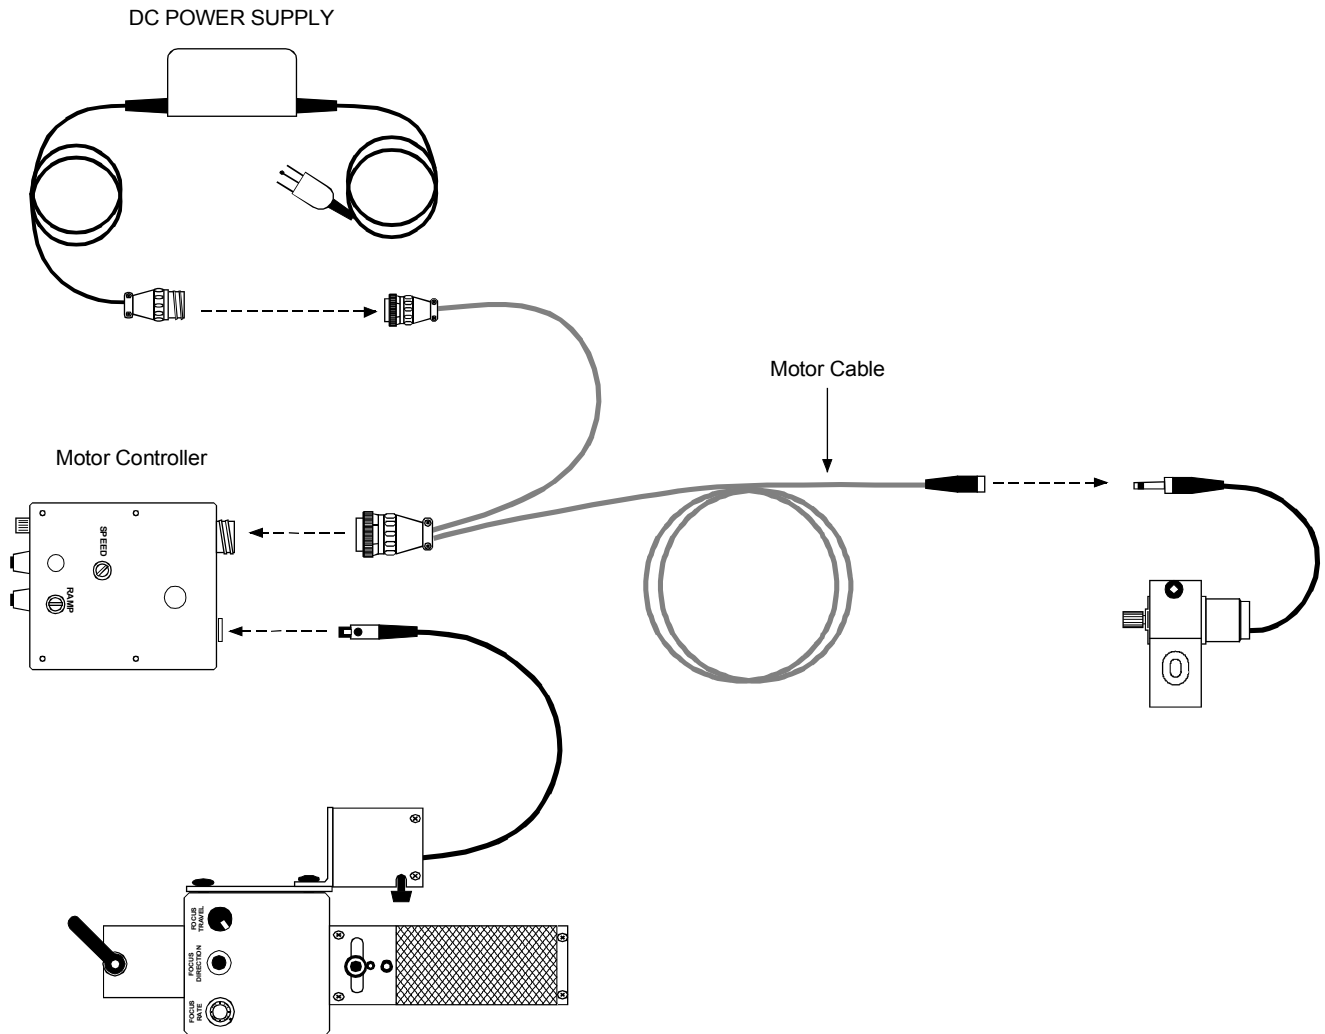 DC POWER SUPPLY
Motor Cable
Motor Controller
SPEED
RAMP
FOCUS
TRAVEL
FOCUS
DIRECTION
FOCUS
RATE